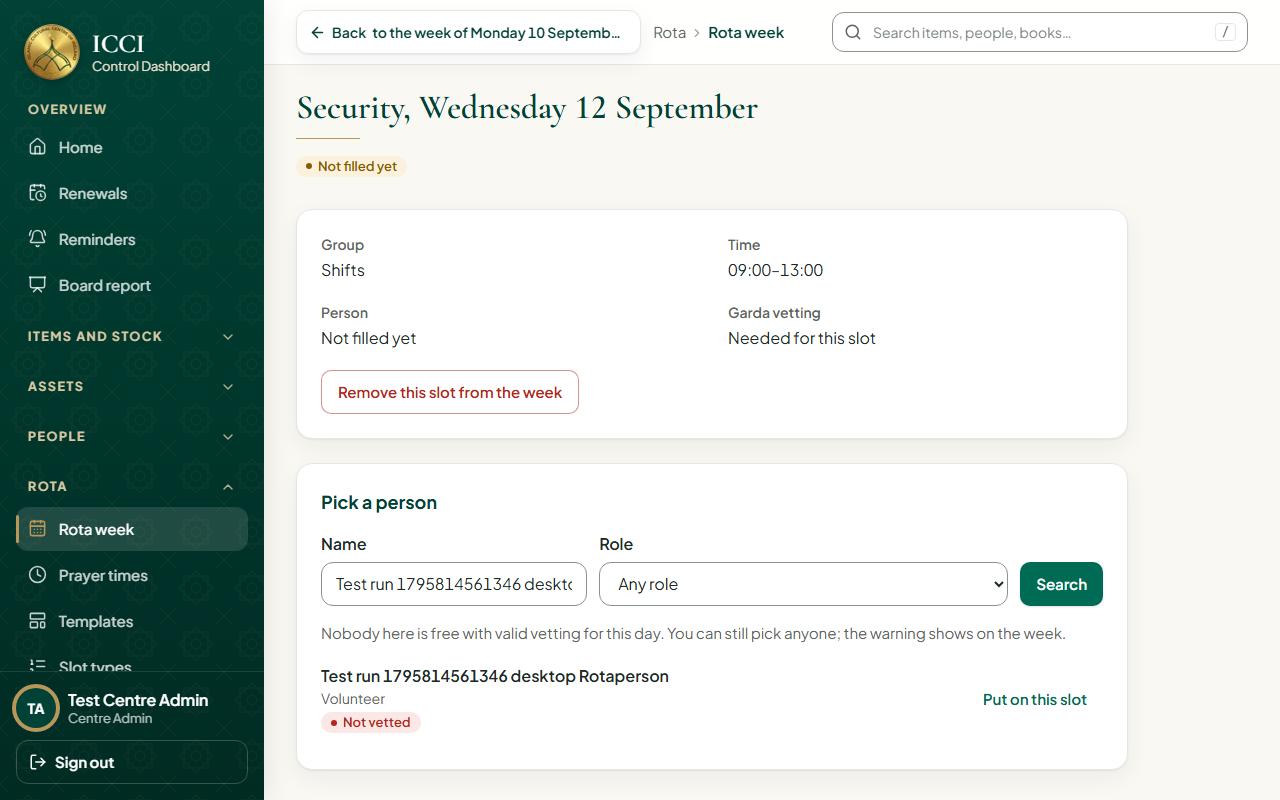 ICCI
Control Dashboard
OVERVIEW
Home
Renewals
Reminders
Board report
ITEMS AND STOCK
ASSETS
PEOPLE
ROTA
Rota week
Prayer times
Templates
Slot types
TA
Test Centre Admin
Centre Admin
Sign out
Back to the week of Monday 10 Septemb…
Rota
Rota week
Search items, people, books…
/
Security, Wednesday 12 September
Not filled yet
Group
Shifts
Time
09:00–13:00
Person
Not filled yet
Garda vetting
Needed for this slot
Remove this slot from the week
Pick a person
Name
Role
Test run 1795814561346 deskto
Any role
Search
Nobody here is free with valid vetting for this day. You can still pick anyone; the warning shows on the week.
Test run 1795814561346 desktop Rotaperson
Volunteer
Not vetted
Put on this slot